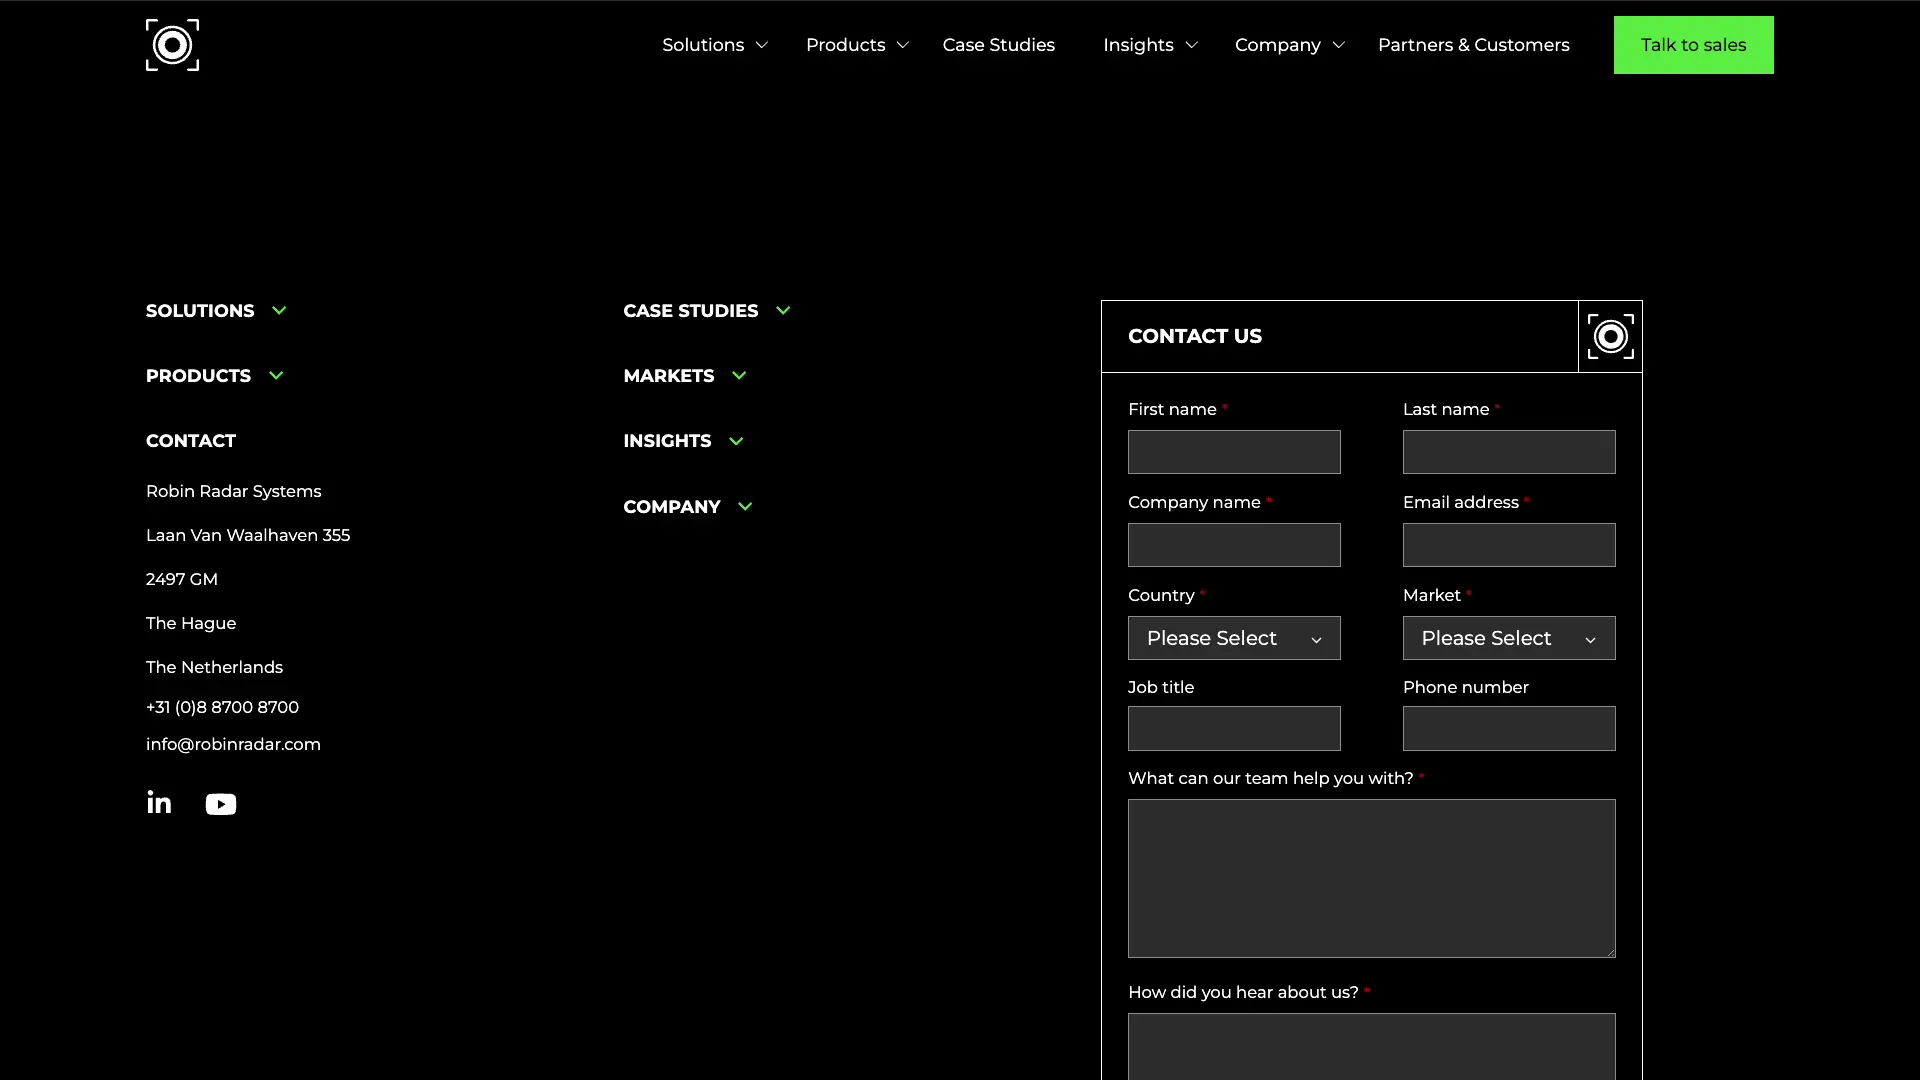 Solutions
Products
Case Studies
Insights
Company
Partners & Customers
Talk to sales
SOLUTIONS
PRODUCTS
CONTACT
Robin Radar Systems
Laan Van Waalhaven 355
2497 GM
The Hague
The Netherlands
+31 (0)8 8700 8700
info@robinradar.com
in
CASE STUDIES
MARKETS
INSIGHTS
COMPANY
CONTACT US
First name *
Last name *
Company name *
Email address *
Country *
Market *
Please Select
Please Select
Job title
Phone number
What can our team help you with? *
How did you hear about us? *